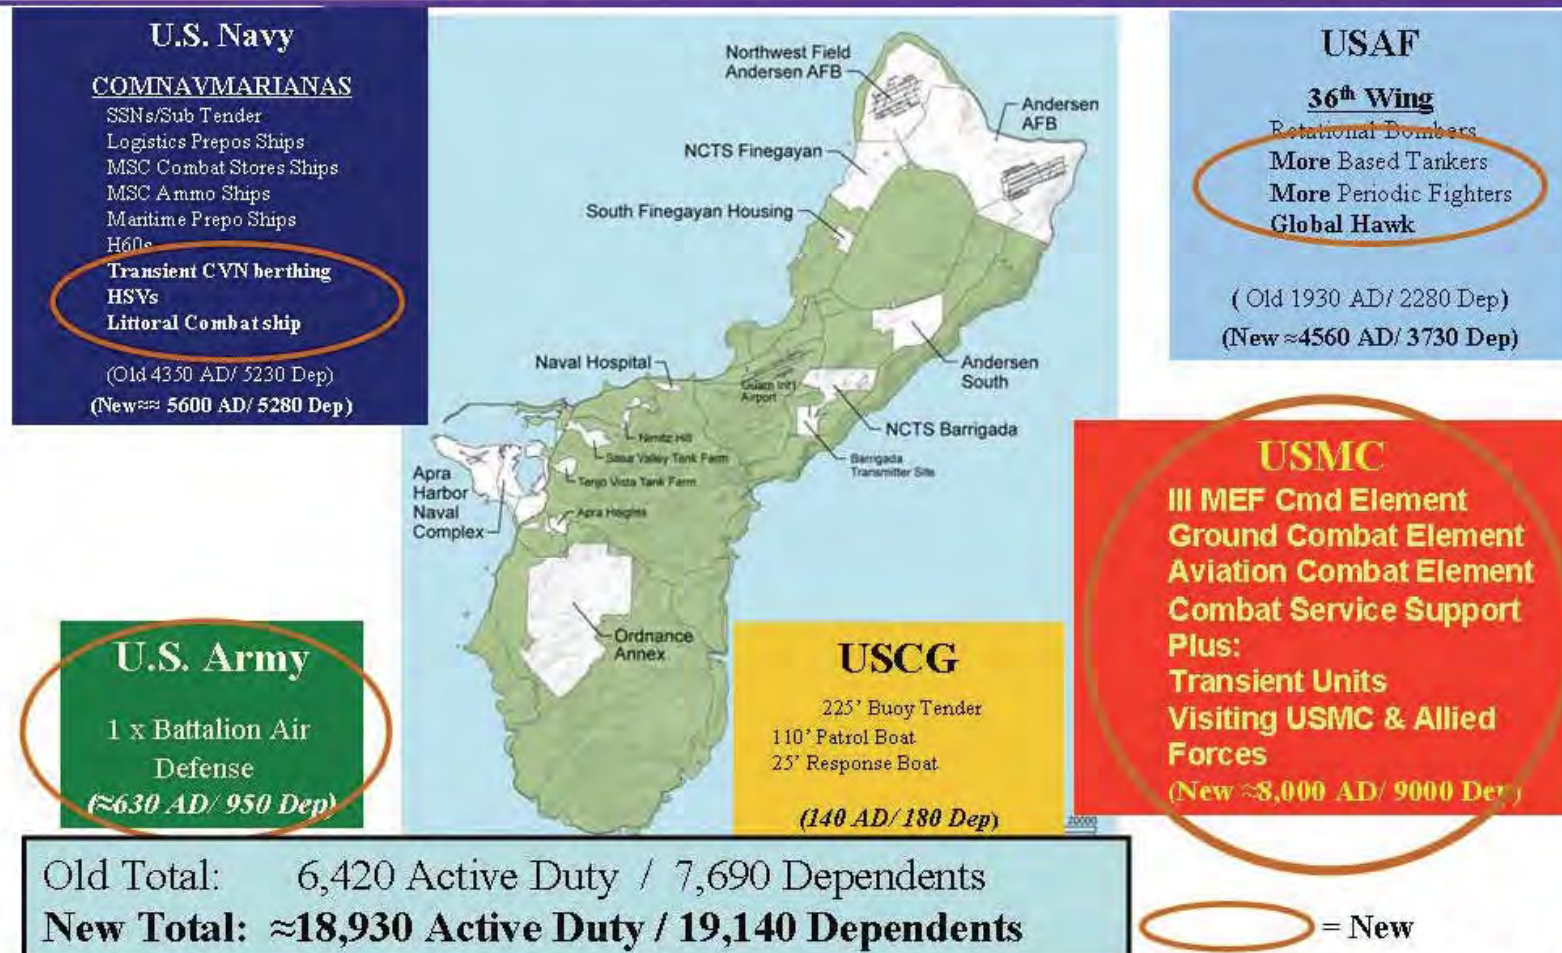 U.S. Navy
COMNAVMARIANAS
SSNs/Sub Tender
Logistics Prepos Ships
MSC Combat Stores Ships
MSC Ammo Ships
Maritime Prepo Ships
H60s
Transient CVN berthing
HSVs
Littoral Combat ship
(Old 4350 AD/ 5230 Dep)
(New≈≈ 5600 AD/ 5280 Dep)
Northwest Field
Andersen AFB
Andersen
AFB
NCTS Finegayan
South Finegayan Housing
Naval Hospital
Guam Int'l
Airport
Andersen
South
NCTS Barrigada
Barrigada
Transmitter Site
Nimitz Hill
Sasa Valley Tank Farm
Tenjo Vista Tank Farm
Apra Heights
Apra
Harbor
Naval
Complex
Ordnance
Annex
USAF
36th Wing
Rotational Bombers
More Based Tankers
More Periodic Fighters
Global Hawk
( Old 1930 AD/ 2280 Dep)
(New ≈4560 AD/ 3730 Dep)
USMC
III MEF Cmd Element
Ground Combat Element
Aviation Combat Element
Combat Service Support
Plus:
Transient Units
Visiting USMC & Allied
Forces
(New ≈8,000 AD/ 9000 Dep)
U.S. Army
1 x Battalion Air
Defense
(≈630 AD/ 950 Dep)
USCG
225' Buoy Tender
110' Patrol Boat
25' Response Boat
(140 AD/ 180 Dep)
20000
Old Total: 6,420 Active Duty / 7,690 Dependents
New Total: ≈18,930 Active Duty / 19,140 Dependents
= New